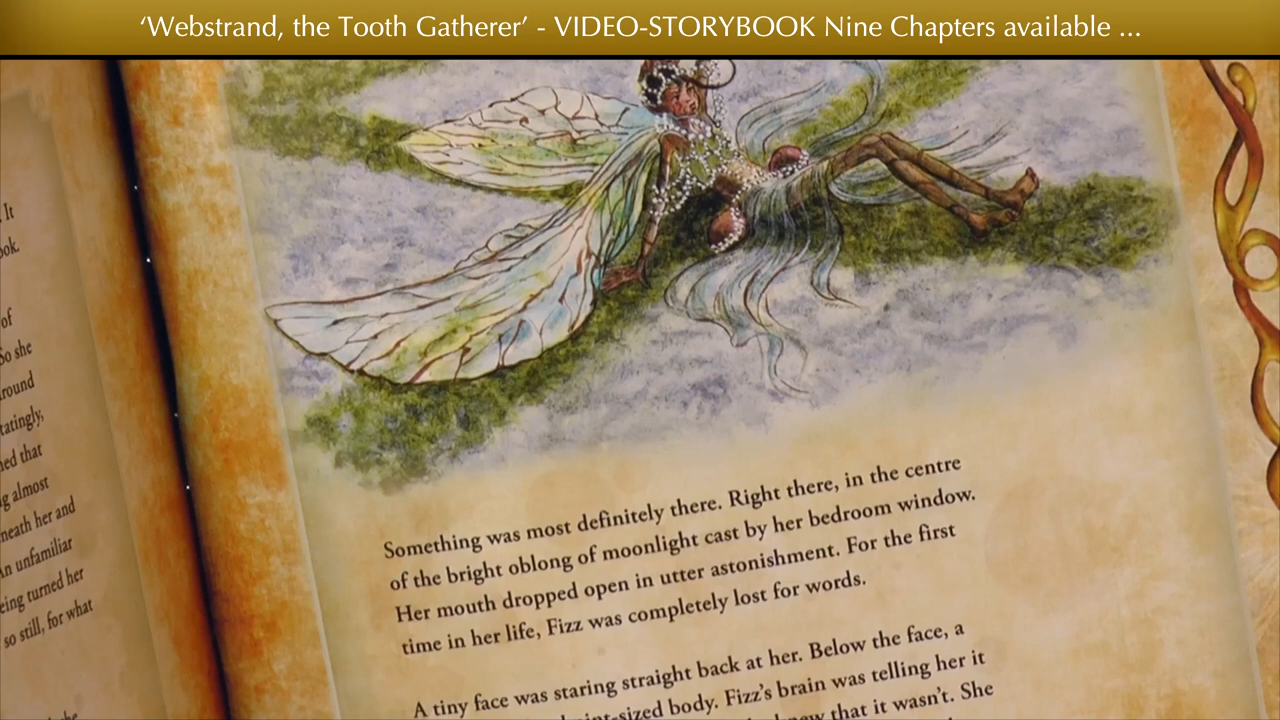 ‘Webstrand, the Tooth Gatherer’ - VIDEO-STORYBOOK Nine Chapters available ...
It
ook.
of
So she
round
tatingly,
ned that
g almost
neath her and
An unfamiliar
eing turned her
so still, for what
Something was most definitely there. Right there, in the centre
of the bright oblong of moonlight cast by her bedroom window.
Her mouth dropped open in utter astonishment. For the first
time in her life, Fizz was completely lost for words.
A tiny face was staring straight back at her. Below the face, a
int-sized body. Fizz’s brain was telling her it
that it wasn’t. She